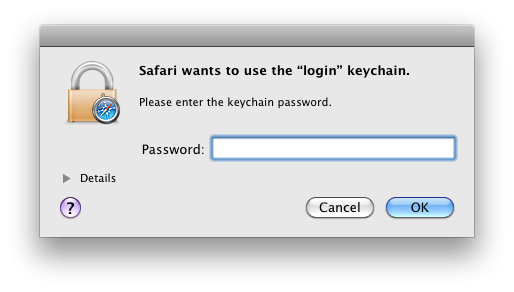 Safari wants to use the “login” keychain.
Please enter the keychain password.
Password:
Details
?
Cancel
OK